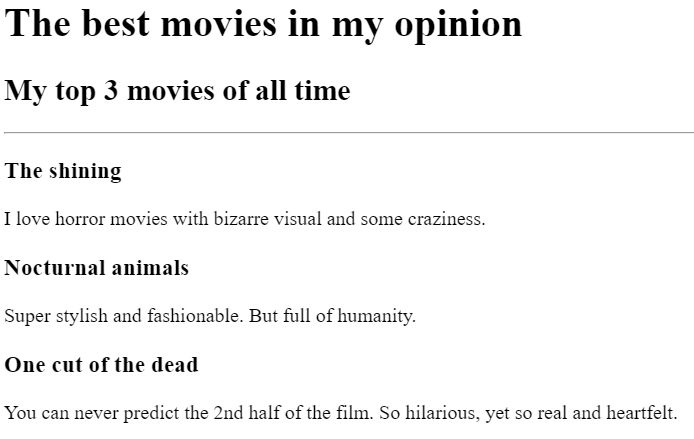 The best movies in my opinion
My top 3 movies of all time
The shining
I love horror movies with bizarre visual and some craziness.
Nocturnal animals
Super stylish and fashionable. But full of humanity.
One cut of the dead
You can never predict the 2nd half of the film. So hilarious, yet so real and heartfelt.